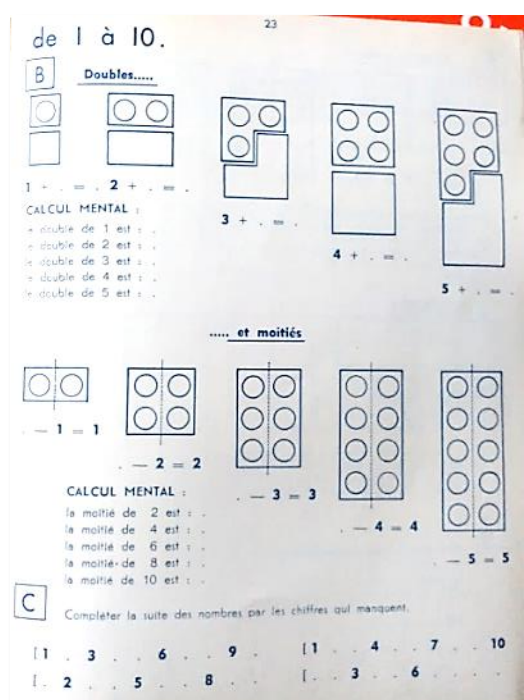 23
de 1 à 10.
B Doubles.....
1 + . = . 2 + . = .
3 + . = .
4 + . = .
5 + . = .
CALCUL MENTAL :
double de 1 est : .
double de 2 est : .
double de 3 est : .
double de 4 est : .
le double de 5 est : .
..... et moitiés
. — 1 = 1
. — 2 = 2
. — 3 = 3
. — 4 = 4
. — 5 = 5
CALCUL MENTAL :
la moitié de 2 est : .
la moitié de 4 est : .
la moitié de 6 est : .
la moitié de 8 est : .
la moitié de 10 est : .
C Compléter la suite des nombres par les chiffres qui manquent.
[ 1 . 3 . . 6 . . 9 .
[ 1 . . 4 . . 7 . . 10
[ . 2 . . 5 . . 8 . .
[ . . 3 . . 6 . . . .